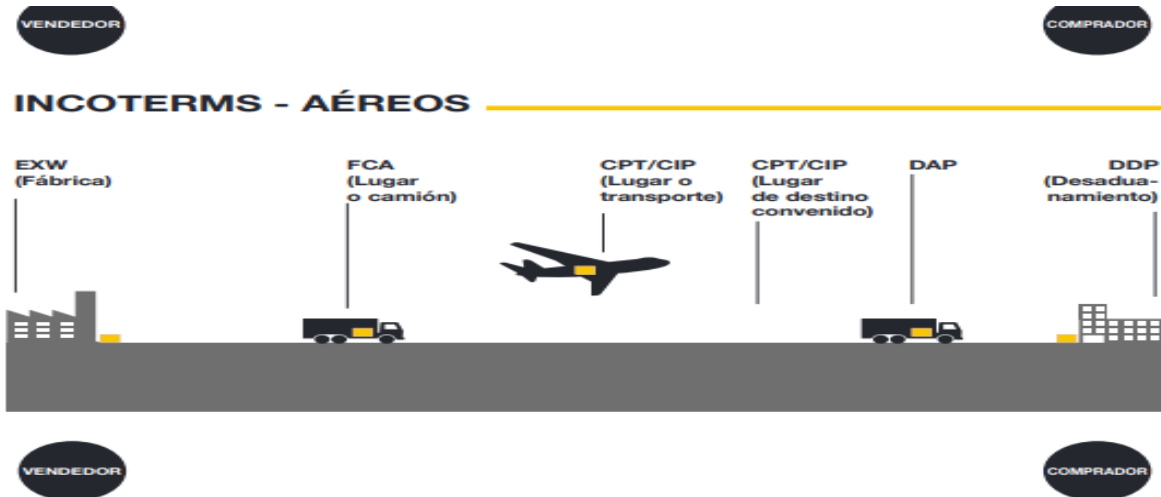 VENDEDOR
COMPRADOR
INCOTERMS - AÉREOS
EXW
(Fábrica)
FCA
(Lugar
o camión)
CPT/CIP
(Lugar o
transporte)
CPT/CIP
(Lugar
de destino
convenido)
DAP
DDP
(Desadua-
namiento)
VENDEDOR
COMPRADOR